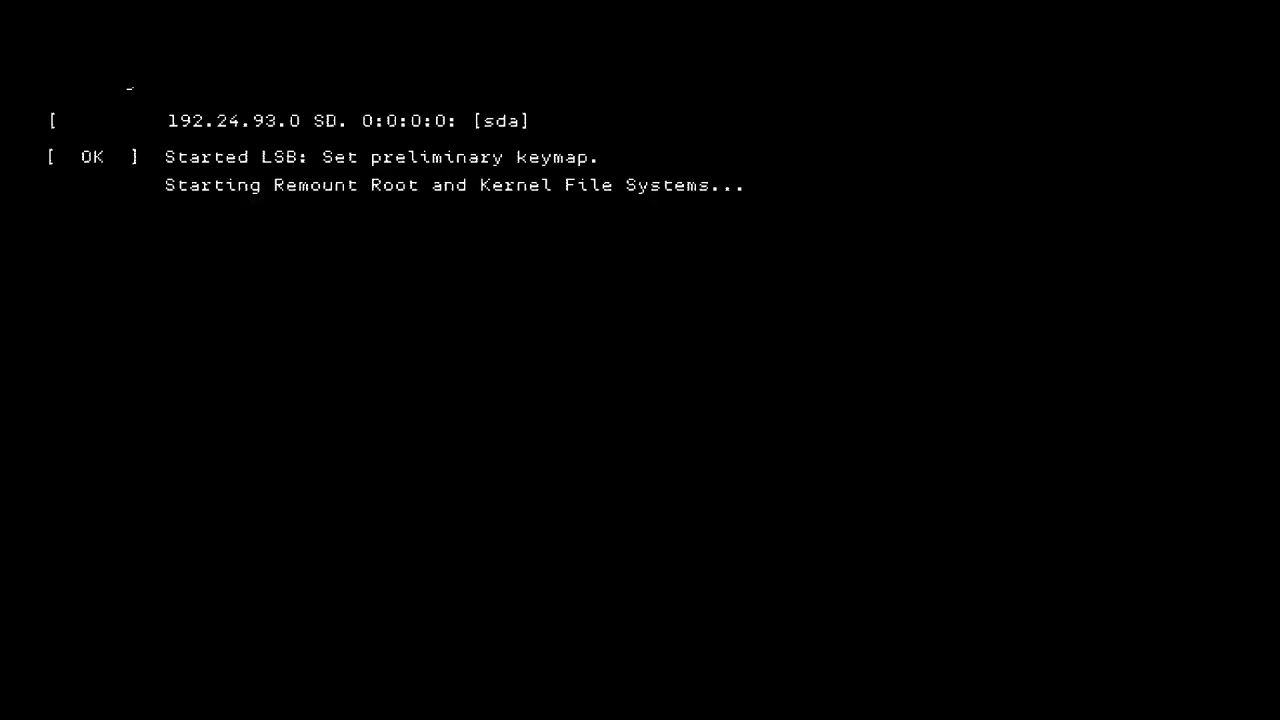 [ 192.24.93.0 SD. 0:0:0:0: [sda]
[ OK ] Started LSB: Set preliminary keymap.
Starting Remount Root and Kernel File Systems...